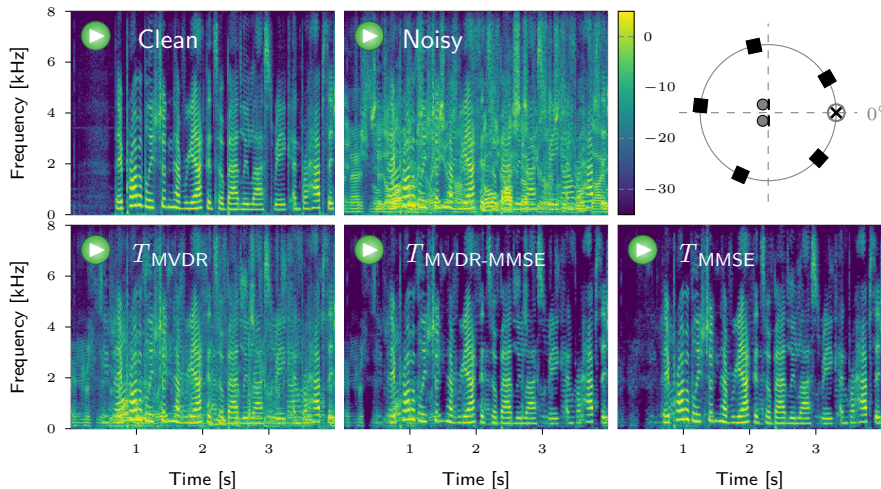 Clean
Noisy
Frequency [kHz]
8
6
4
2
0
0
−10
−20
−30
0°
T_MVDR
T_MVDR-MMSE
T_MMSE
Frequency [kHz]
8
6
4
2
0
1
2
3
1
2
3
1
2
3
Time [s]
Time [s]
Time [s]